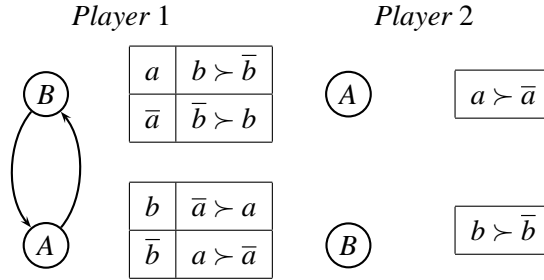 Player 1 Player 2
B a b ≻ b̅ A a ≻ a̅
a̅ b̅ ≻ b
A b a̅ ≻ a B b ≻ b̅
b̅ a ≻ a̅